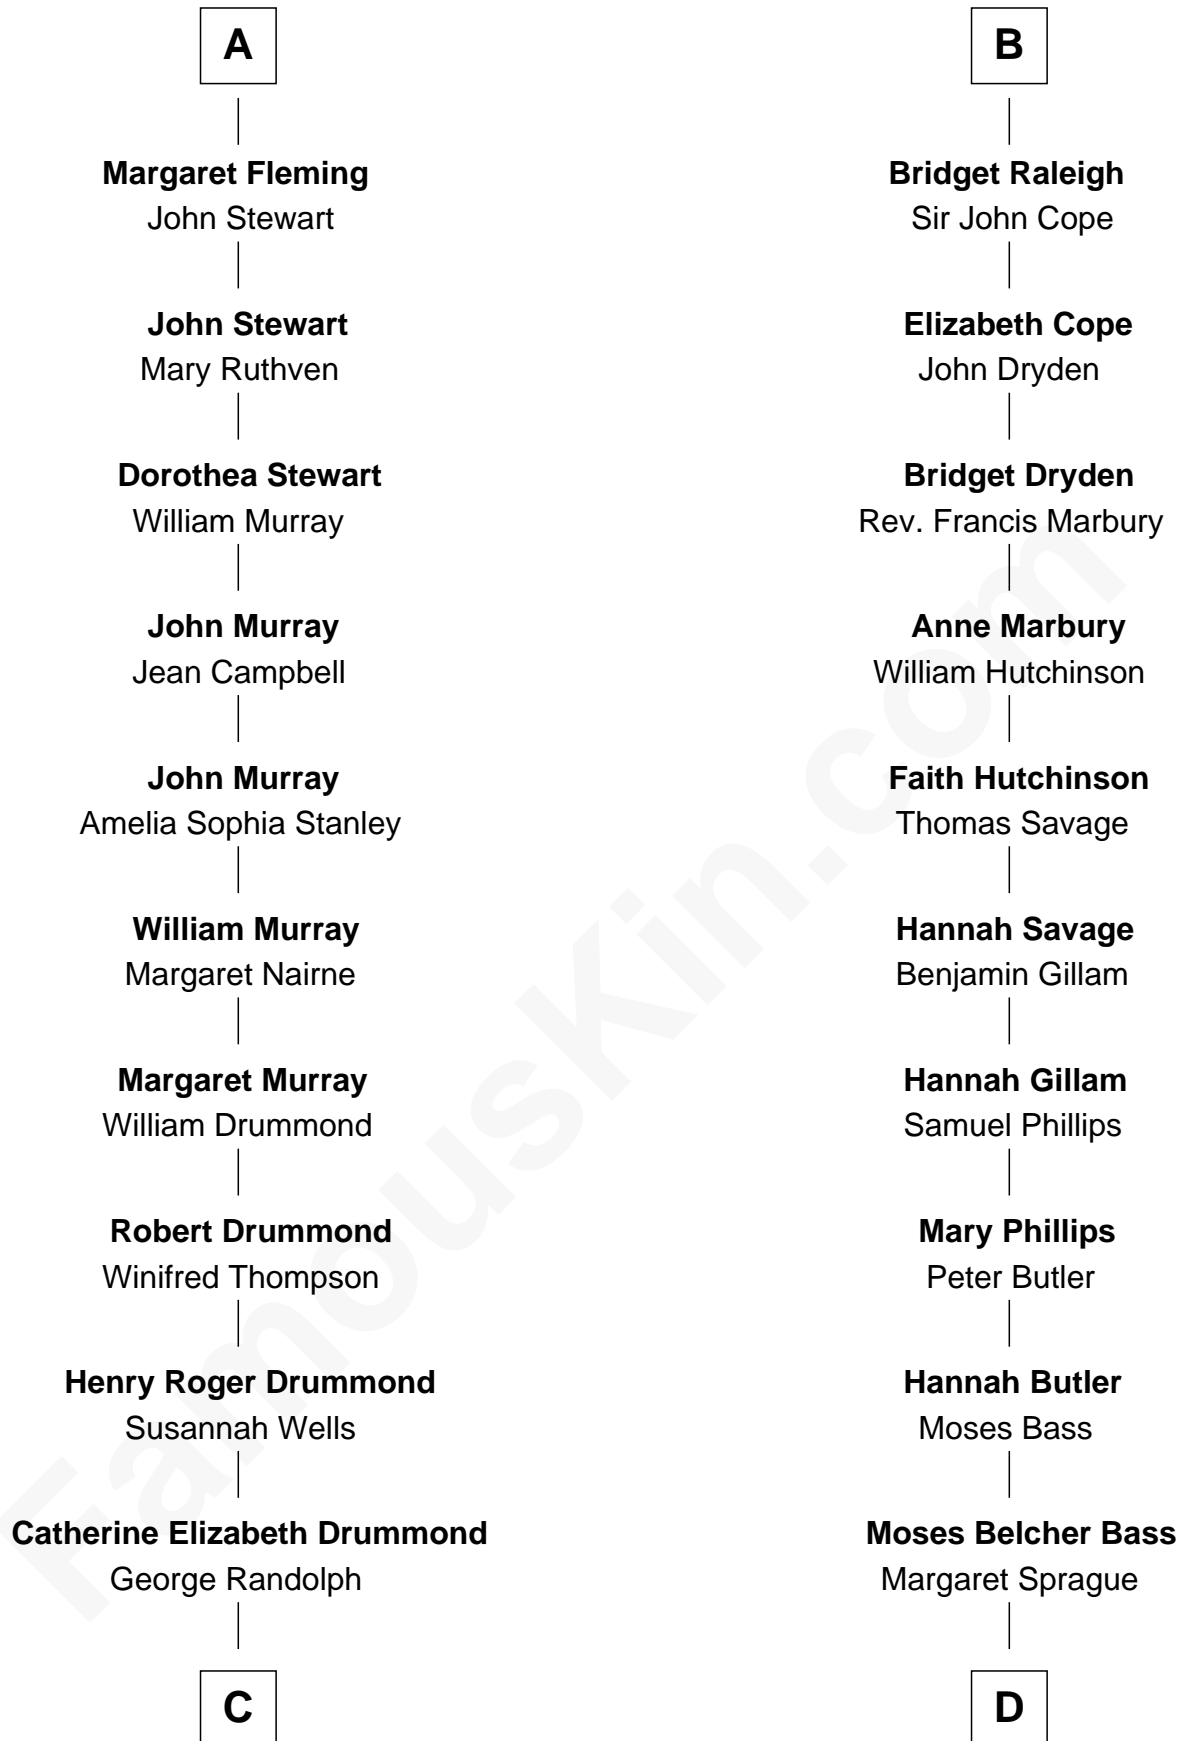 A
Margaret Fleming
John Stewart
John Stewart
Mary Ruthven
Dorothea Stewart
William Murray
John Murray
Jean Campbell
John Murray
Amelia Sophia Stanley
William Murray
Margaret Nairne
Margaret Murray
William Drummond
Robert Drummond
Winifred Thompson
Henry Roger Drummond
Susannah Wells
Catherine Elizabeth Drummond
George Randolph
C
B
Bridget Raleigh
Sir John Cope
Elizabeth Cope
John Dryden
Bridget Dryden
Rev. Francis Marbury
Anne Marbury
William Hutchinson
Faith Hutchinson
Thomas Savage
Hannah Savage
Benjamin Gillam
Hannah Gillam
Samuel Phillips
Mary Phillips
Peter Butler
Hannah Butler
Moses Bass
Moses Belcher Bass
Margaret Sprague
D
FamousKin.com